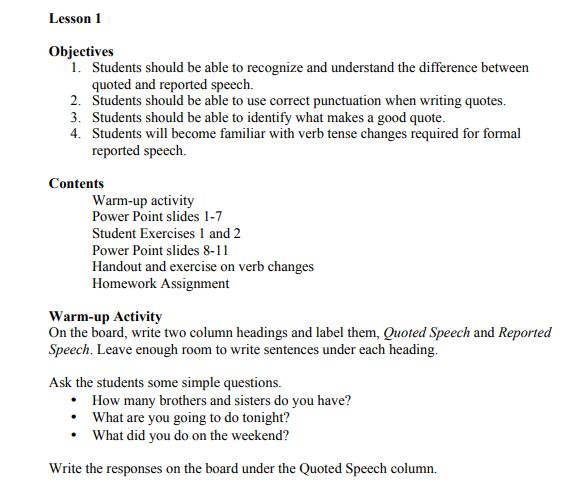 Lesson 1
Objectives
1. Students should be able to recognize and understand the difference between
quoted and reported speech.
2. Students should be able to use correct punctuation when writing quotes.
3. Students should be able to identify what makes a good quote.
4. Students will become familiar with verb tense changes required for formal
reported speech.
Contents
Warm-up activity
Power Point slides 1-7
Student Exercises 1 and 2
Power Point slides 8-11
Handout and exercise on verb changes
Homework Assignment
Warm-up Activity
On the board, write two column headings and label them, Quoted Speech and Reported
Speech. Leave enough room to write sentences under each heading.
Ask the students some simple questions.
• How many brothers and sisters do you have?
• What are you going to do tonight?
• What did you do on the weekend?
Write the responses on the board under the Quoted Speech column.